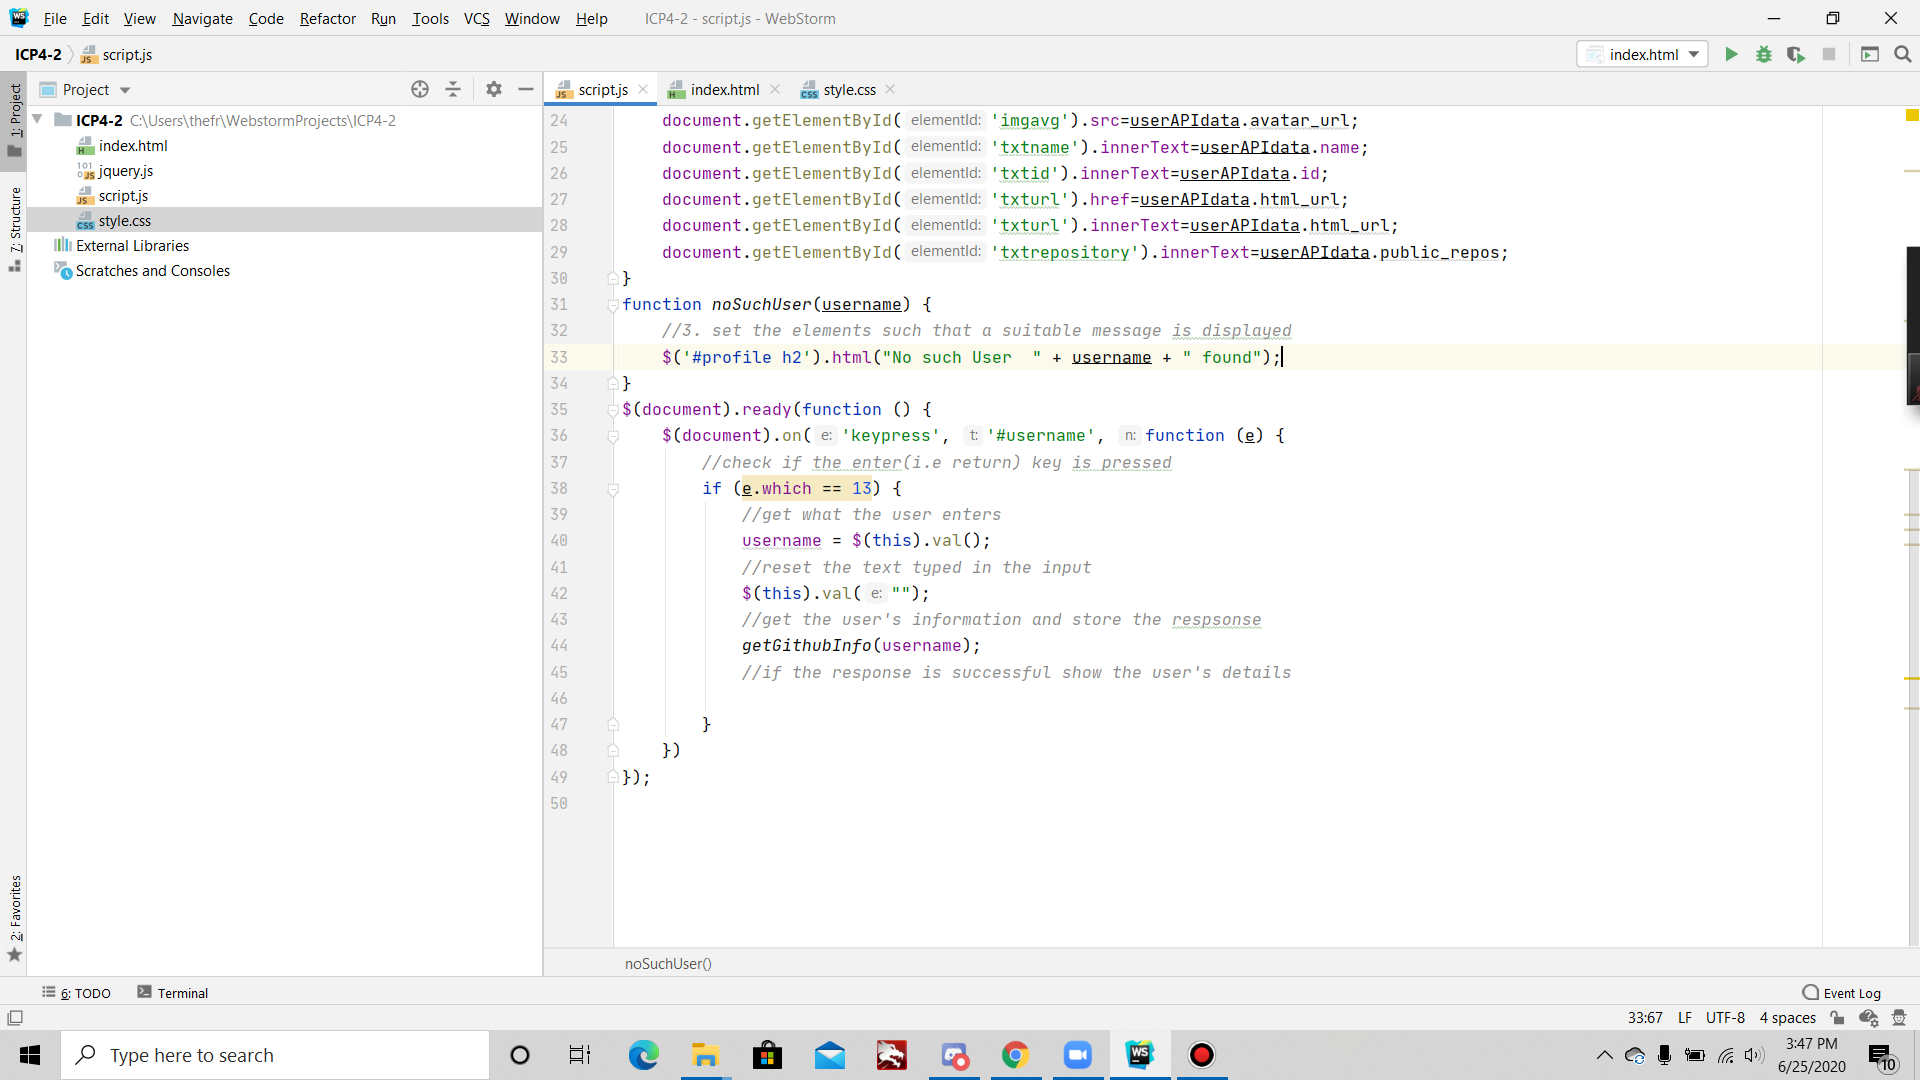 File Edit View Navigate Code Refactor Run Tools VCS Window Help ICP4-2 - script.js - WebStorm
ICP4-2 script.js index.html
1: Project
7: Structure
2: Favorites
Project
ICP4-2 C:\Users\thefr\WebstormProjects\ICP4-2
index.html
jquery.js
script.js
style.css
External Libraries
Scratches and Consoles
script.js index.html style.css
24 document.getElementById( elementId: 'imgavg').src=userAPIdata.avatar_url;
25 document.getElementById( elementId: 'txtname').innerText=userAPIdata.name;
26 document.getElementById( elementId: 'txtid').innerText=userAPIdata.id;
27 document.getElementById( elementId: 'txturl').href=userAPIdata.html_url;
28 document.getElementById( elementId: 'txturl').innerText=userAPIdata.html_url;
29 document.getElementById( elementId: 'txtrepository').innerText=userAPIdata.public_repos;
30 }
31 function noSuchUser(username) {
32 //3. set the elements such that a suitable message is displayed
33 $('#profile h2').html("No such User  " + username + " found");
34 }
35 $(document).ready(function () {
36 $(document).on( e: 'keypress', t: '#username', n: function (e) {
37 //check if the enter(i.e return) key is pressed
38 if (e.which == 13) {
39 //get what the user enters
40 username = $(this).val();
41 //reset the text typed in the input
42 $(this).val( e: "");
43 //get the user's information and store the respsonse
44 getGithubInfo(username);
45 //if the response is successful show the user's details
46
47 }
48 })
49 });
50
noSuchUser()
6: TODO Terminal Event Log
33:67 LF UTF-8 4 spaces
Type here to search
3:47 PM
6/25/2020
10